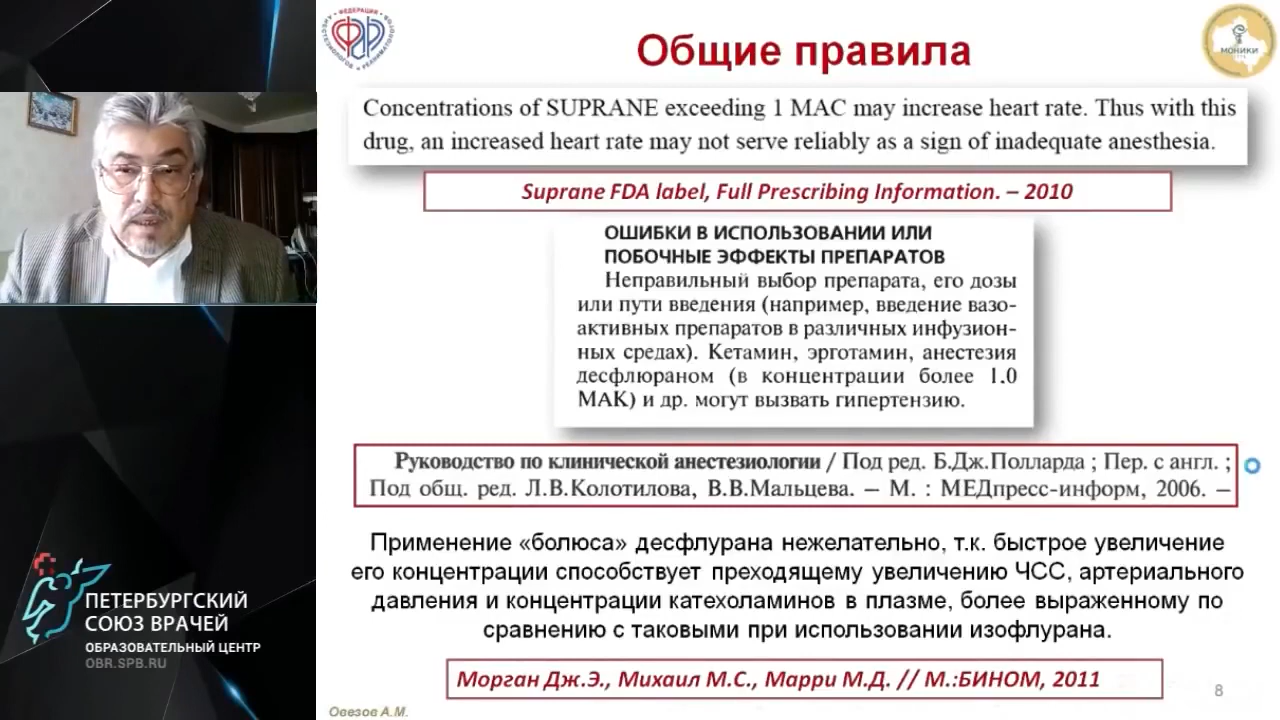 Общие правила
МОНИКИ
Concentrations of SUPRANE exceeding 1 MAC may increase heart rate. Thus with this
drug, an increased heart rate may not serve reliably as a sign of inadequate anesthesia.
Suprane FDA label, Full Prescribing Information. – 2010
ОШИБКИ В ИСПОЛЬЗОВАНИИ ИЛИ
ПОБОЧНЫЕ ЭФФЕКТЫ ПРЕПАРАТОВ
Неправильный выбор препарата, его дозы
или пути введения (например, введение вазо-
активных препаратов в различных инфузион-
ных средах). Кетамин, эрготамин, анестезия
десфлюраном (в концентрации более 1.0
МАК) и др. могут вызвать гипертензию.
Руководство по клинической анестезиологии / Под ред. Б.Дж.Полларда ; Пер. с англ. ;
Под общ. ред. Л.В.Колотилова, В.В.Мальцева. – М. : МЕДпресс-информ, 2006. –
Применение «болюса» десфлурана нежелательно, т.к. быстрое увеличение
его концентрации способствует преходящему увеличению ЧСС, артериального
давления и концентрации катехоламинов в плазме, более выраженному по
сравнению с таковыми при использовании изофлурана.
Морган Дж.Э., Михаил М.С., Марри М.Д. // М.:БИНОМ, 2011
8
Овезов А.М.
ПЕТЕРБУРГСКИЙ
СОЮЗ ВРАЧЕЙ
ОБРАЗОВАТЕЛЬНЫЙ ЦЕНТР
OBR.SPB.RU